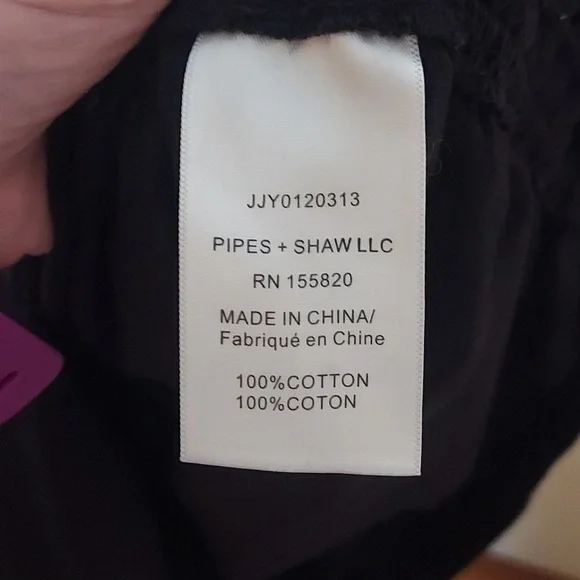 JJY0120313
PIPES + SHAW LLC
RN 155820
MADE IN CHINA/
Fabriqué en Chine
100%COTTON
100%COTON